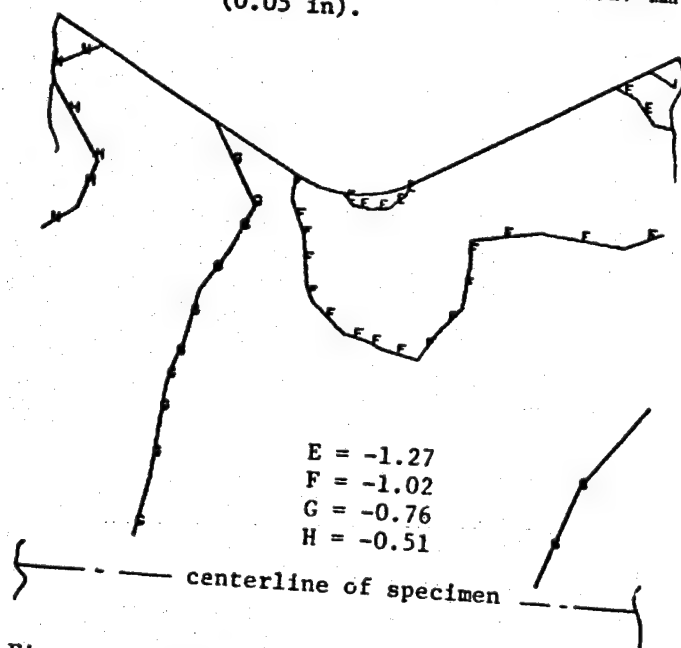 (0.05 in).
E = -1.27
F = -1.02
G = -0.76
H = -0.51
centerline of specimen